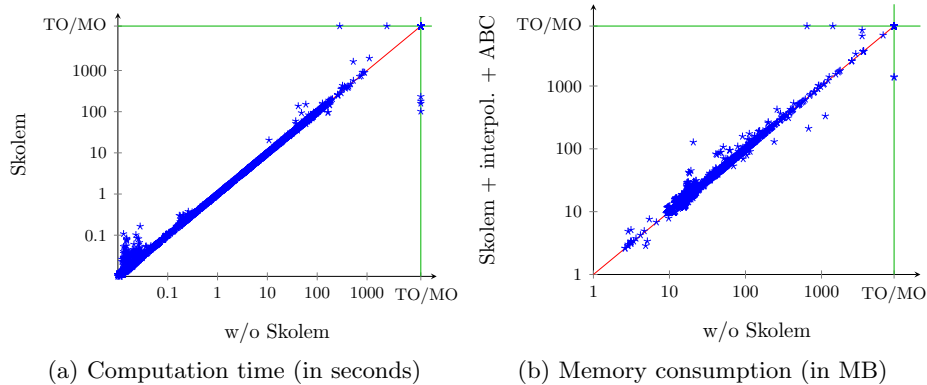 TO/MO
1000
100
10
1
0.1
Skolem
0.1 1 10 100 1000 TO/MO
w/o Skolem
(a) Computation time (in seconds)
TO/MO
1000
100
10
1
Skolem + interpol. + ABC
1 10 100 1000 TO/MO
w/o Skolem
(b) Memory consumption (in MB)